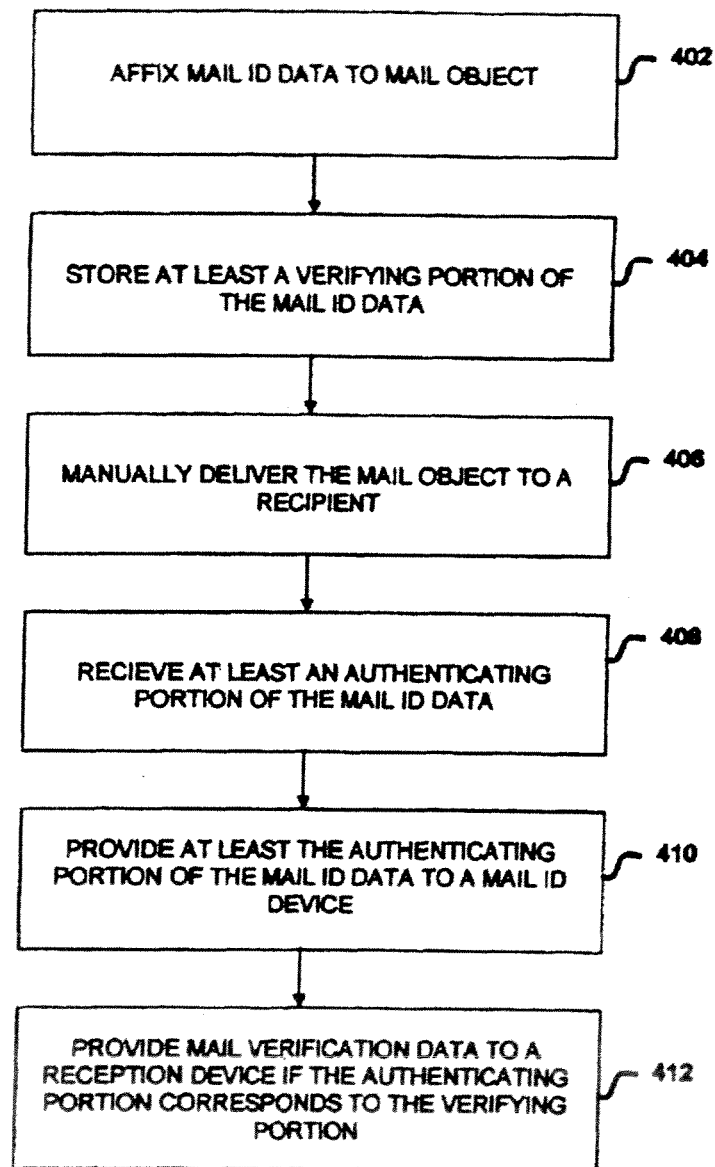 AFFIX MAIL ID DATA TO MAIL OBJECT
402
STORE AT LEAST A VERIFYING PORTION OF
THE MAIL ID DATA
404
MANUALLY DELIVER THE MAIL OBJECT TO A
RECIPIENT
406
RECIEVE AT LEAST AN AUTHENTICATING
PORTION OF THE MAIL ID DATA
408
PROVIDE AT LEAST THE AUTHENTICATING
PORTION OF THE MAIL ID DATA TO A MAIL ID
DEVICE
410
PROVIDE MAIL VERIFICATION DATA TO A
RECEPTION DEVICE IF THE AUTHENTICATING
PORTION CORRESPONDS TO THE VERIFYING
PORTION
412